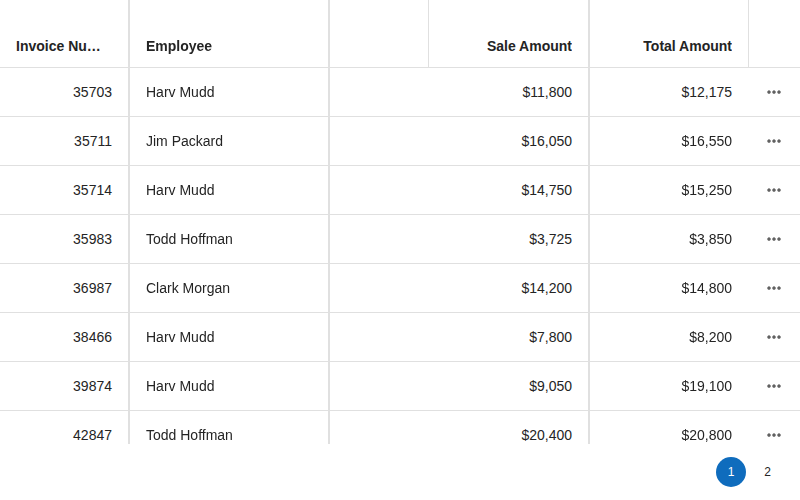 Invoice Nu… Employee Sale Amount Total Amount
35703 Harv Mudd $11,800 $12,175 •••
35711 Jim Packard $16,050 $16,550 •••
35714 Harv Mudd $14,750 $15,250 •••
35983 Todd Hoffman $3,725 $3,850 •••
36987 Clark Morgan $14,200 $14,800 •••
38466 Harv Mudd $7,800 $8,200 •••
39874 Harv Mudd $9,050 $19,100 •••
42847 Todd Hoffman $20,400 $20,800 •••
1 2